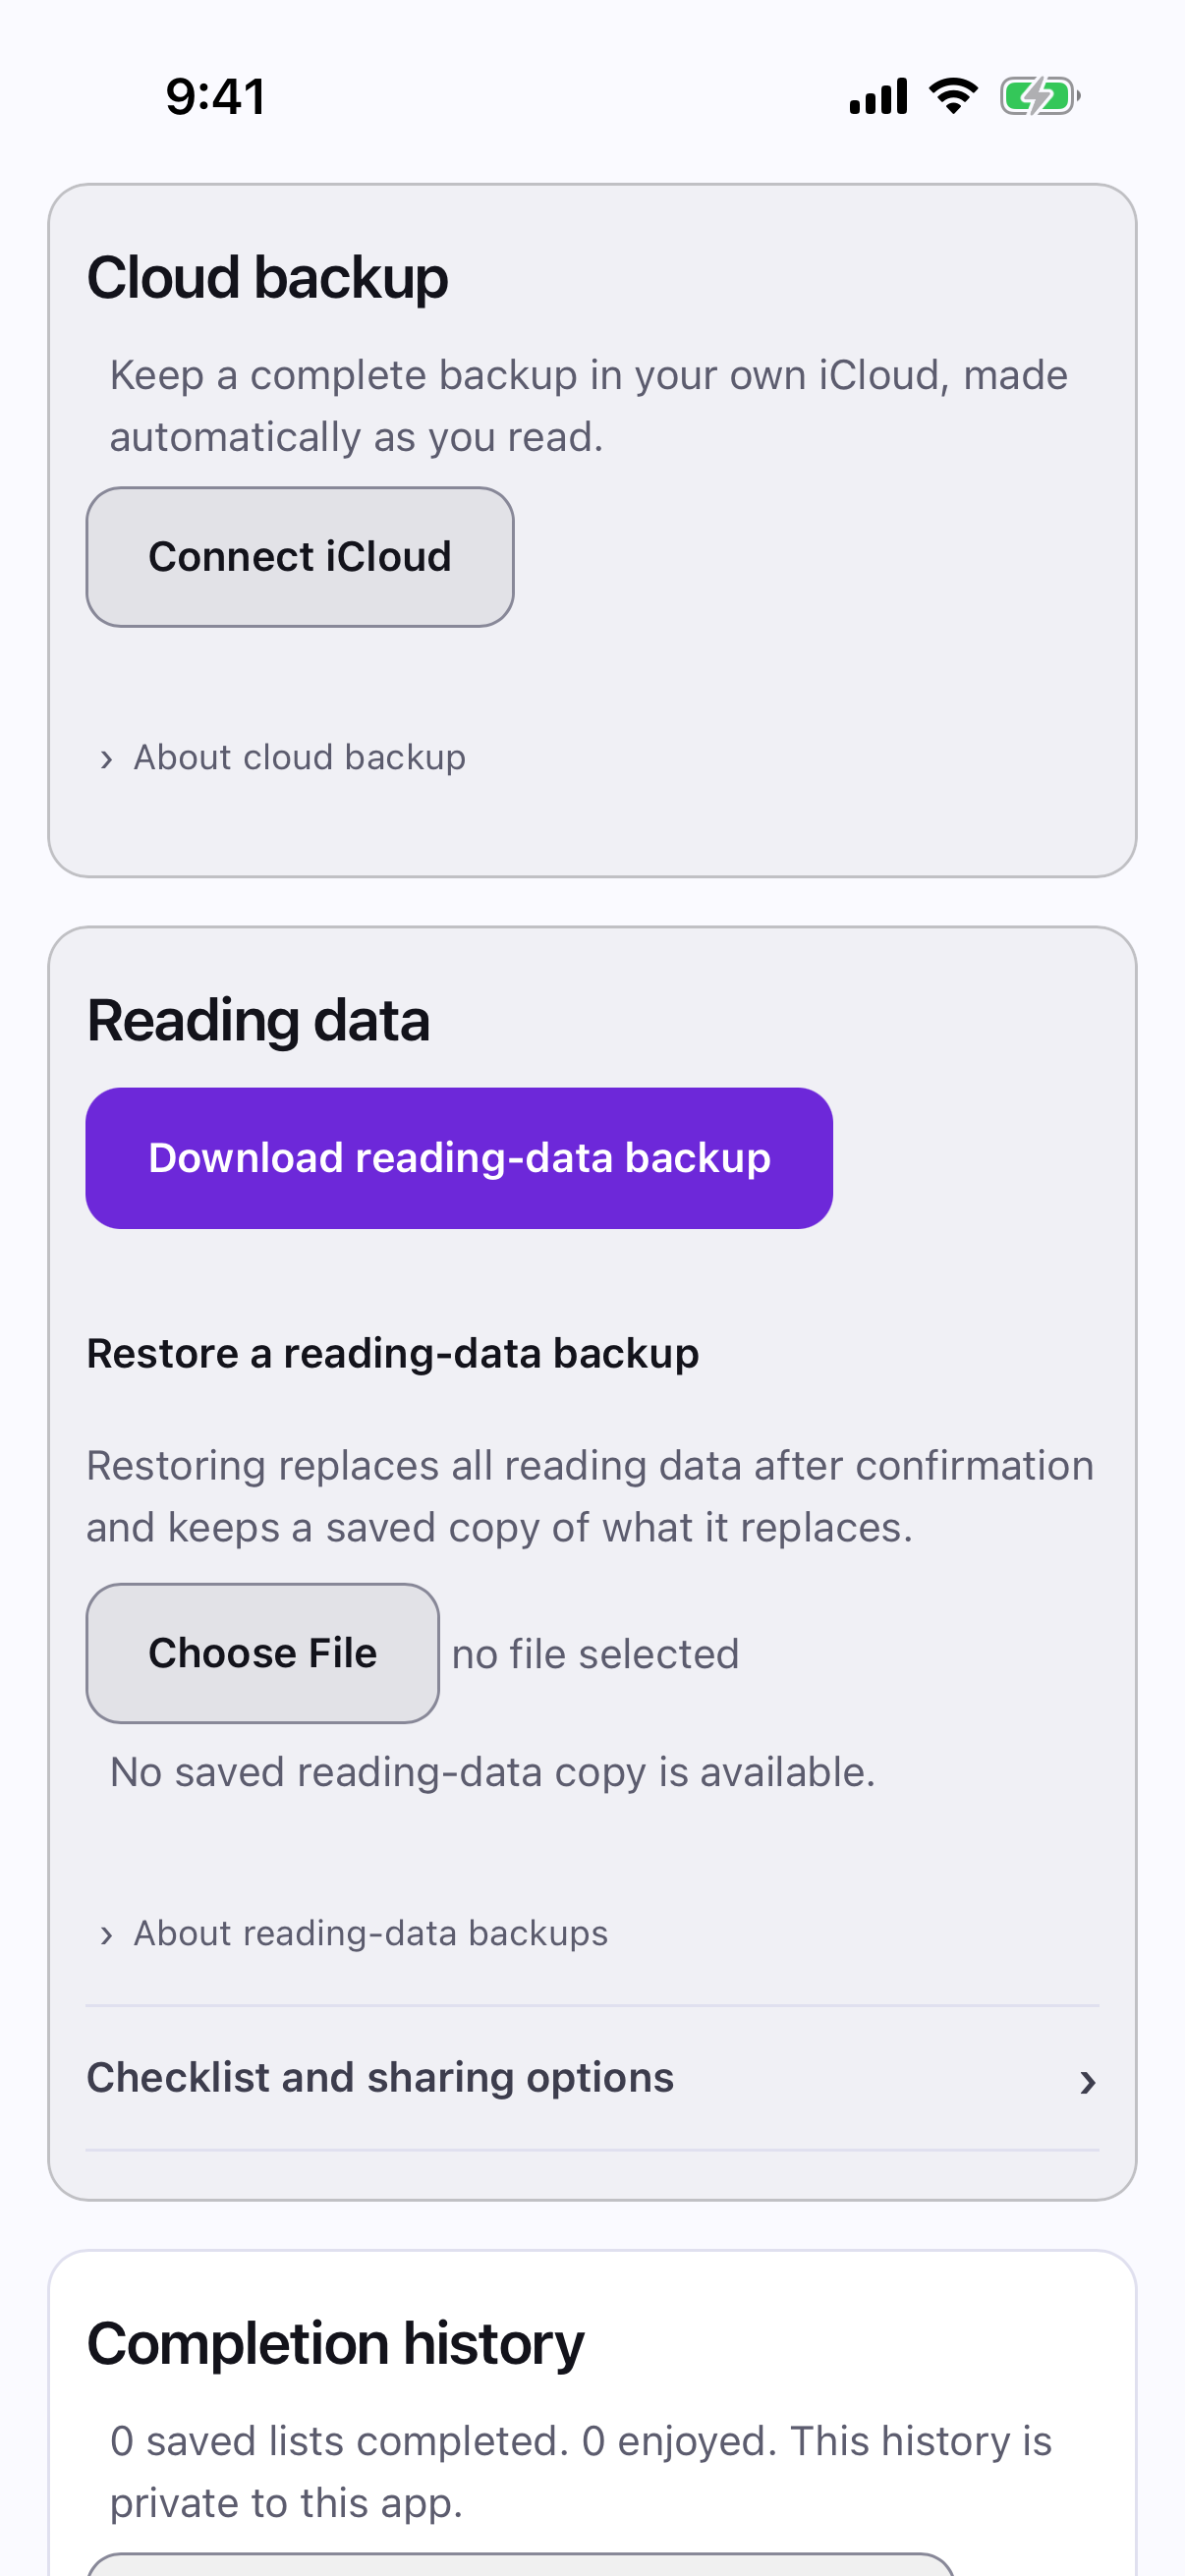 9:41
Cloud backup
Keep a complete backup in your own iCloud, made
automatically as you read.
Connect iCloud
› About cloud backup
Reading data
Download reading-data backup
Restore a reading-data backup
Restoring replaces all reading data after confirmation
and keeps a saved copy of what it replaces.
Choose File no file selected
No saved reading-data copy is available.
› About reading-data backups
Checklist and sharing options ›
Completion history
0 saved lists completed. 0 enjoyed. This history is
private to this app.